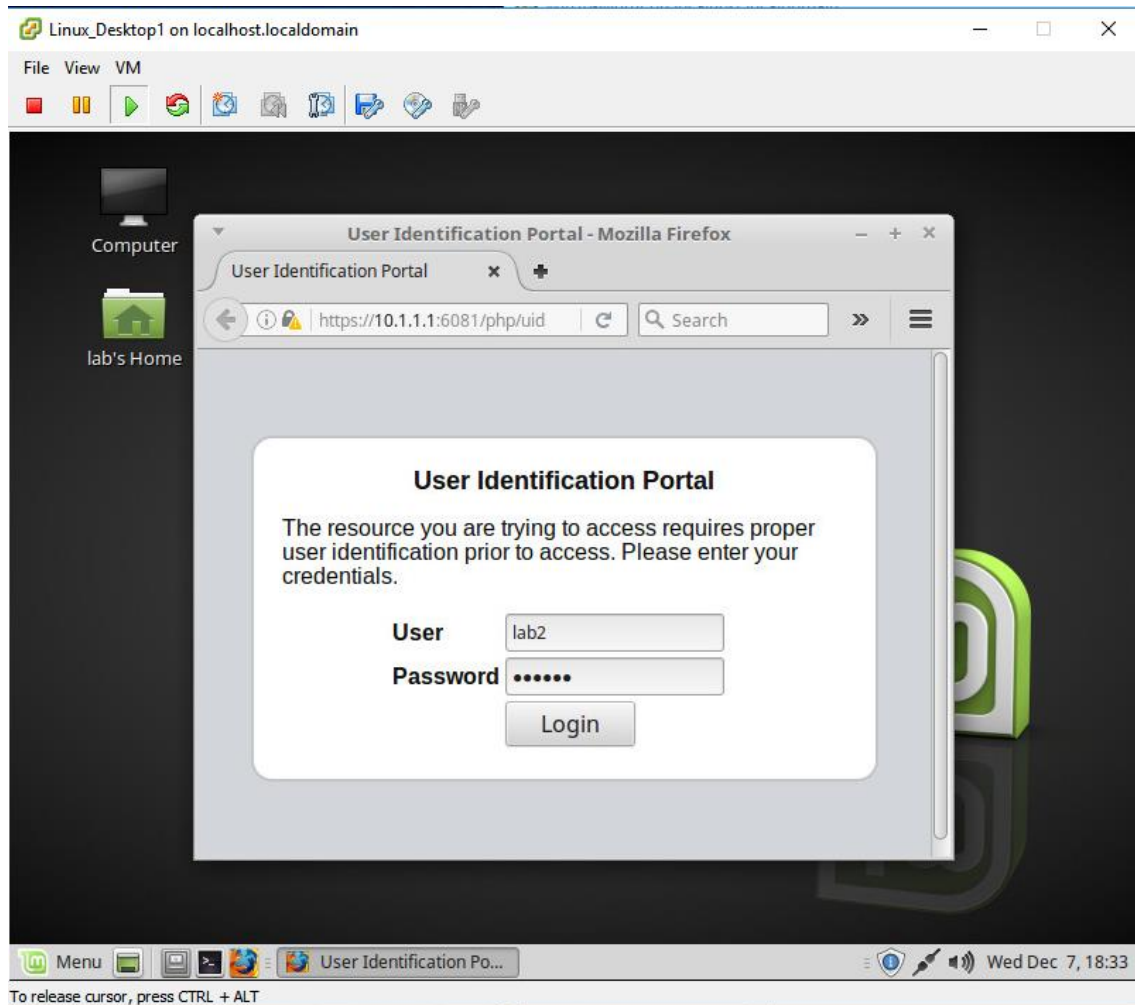 Linux_Desktop1 on localhost.localdomain
File View VM
Computer
lab's Home
User Identification Portal - Mozilla Firefox
User Identification Portal
https://10.1.1.1:6081/php/uid
Search
User Identification Portal
The resource you are trying to access requires proper
user identification prior to access. Please enter your
credentials.
User lab2
Password ••••••
Login
Menu
User Identification Po...
Wed Dec 7, 18:33
To release cursor, press CTRL + ALT